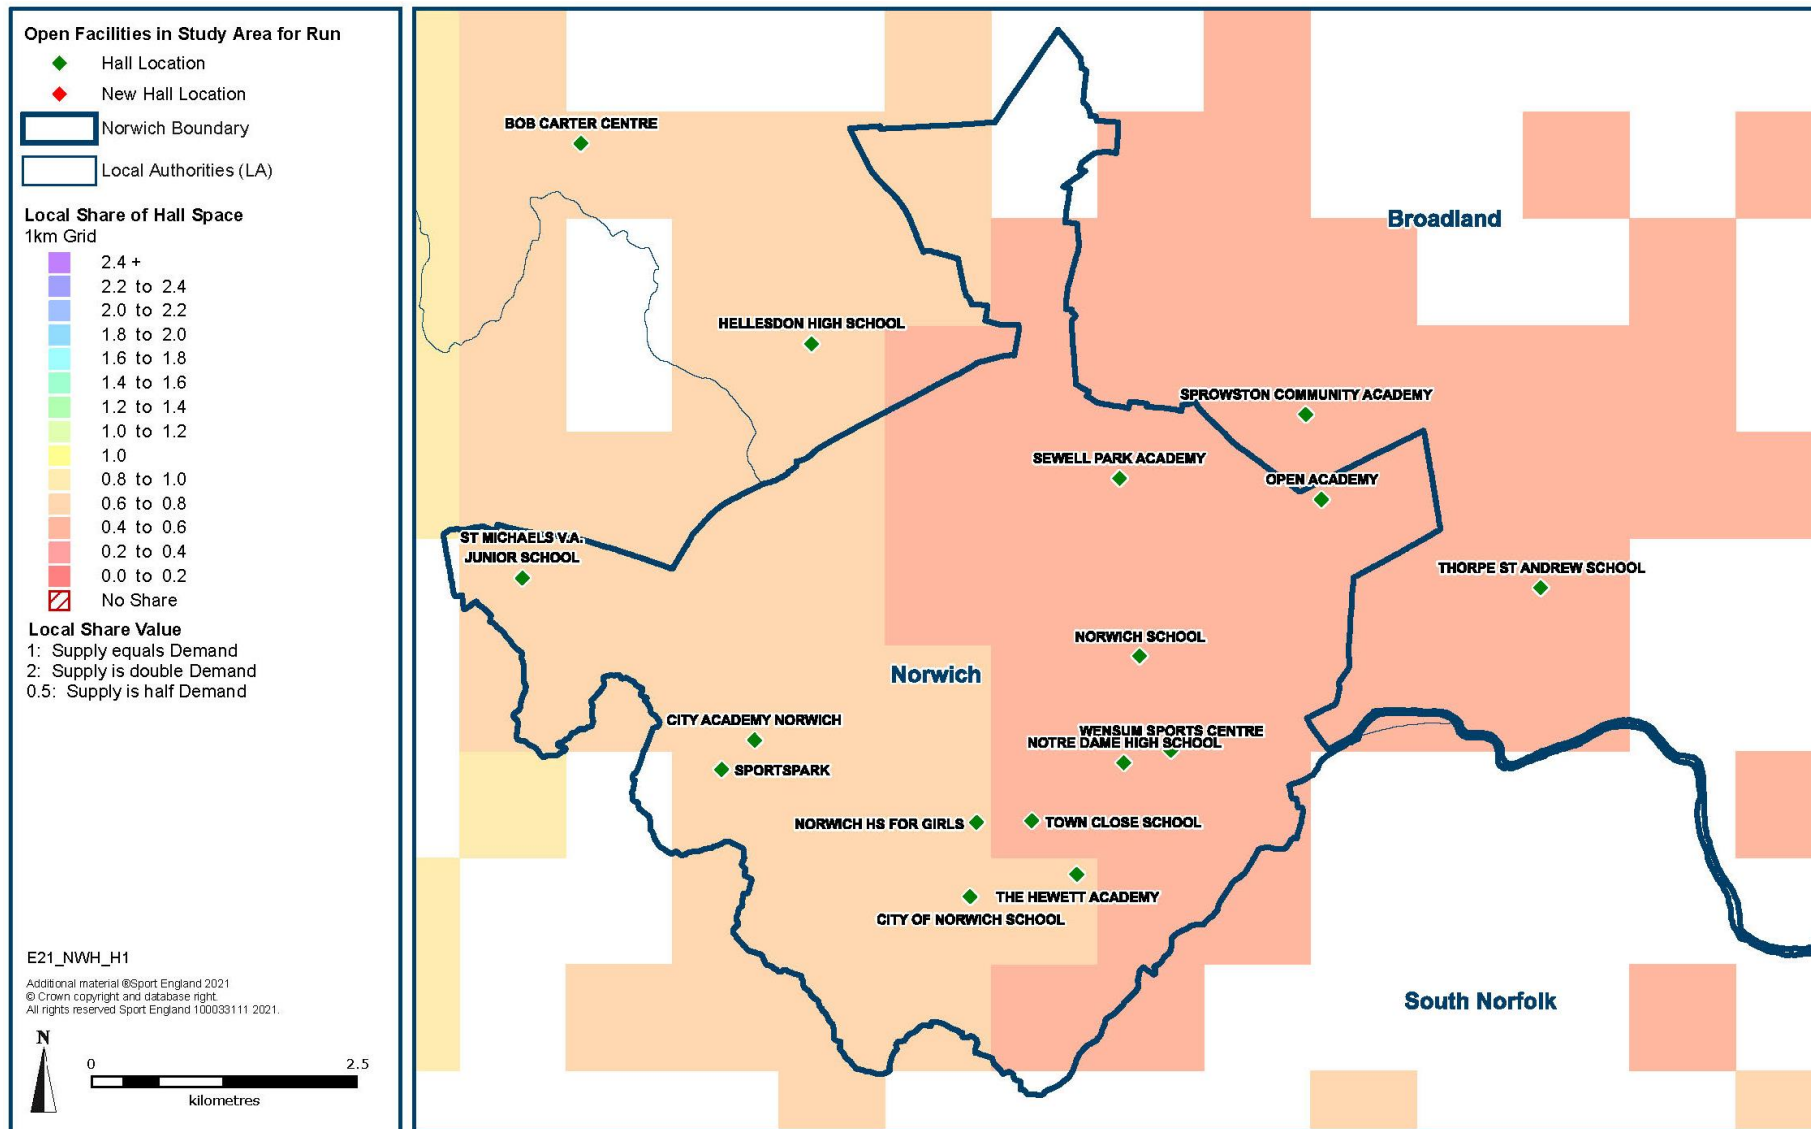 Open Facilities in Study Area for Run
Hall Location
New Hall Location
Norwich Boundary
Local Authorities (LA)
Local Share of Hall Space
1km Grid
2.4 +
2.2 to 2.4
2.0 to 2.2
1.8 to 2.0
1.6 to 1.8
1.4 to 1.6
1.2 to 1.4
1.0 to 1.2
1.0
0.8 to 1.0
0.6 to 0.8
0.4 to 0.6
0.2 to 0.4
0.0 to 0.2
No Share
Local Share Value
1: Supply equals Demand
2: Supply is double Demand
0.5: Supply is half Demand
E21_NWH_H1
Additional material ®Sport England 2021
© Crown copyright and database right.
All rights reserved Sport England 100033111 2021.
N
0 2.5
kilometres
BOB CARTER CENTRE
Broadland
HELLESDON HIGH SCHOOL
SPROWSTON COMMUNITY ACADEMY
SEWELL PARK ACADEMY
OPEN ACADEMY
ST MICHAELS V.A.
JUNIOR SCHOOL
THORPE ST ANDREW SCHOOL
NORWICH SCHOOL
Norwich
CITY ACADEMY NORWICH
WENSUM SPORTS CENTRE
NOTRE DAME HIGH SCHOOL
SPORTSPARK
NORWICH HS FOR GIRLS
TOWN CLOSE SCHOOL
THE HEWETT ACADEMY
CITY OF NORWICH SCHOOL
South Norfolk